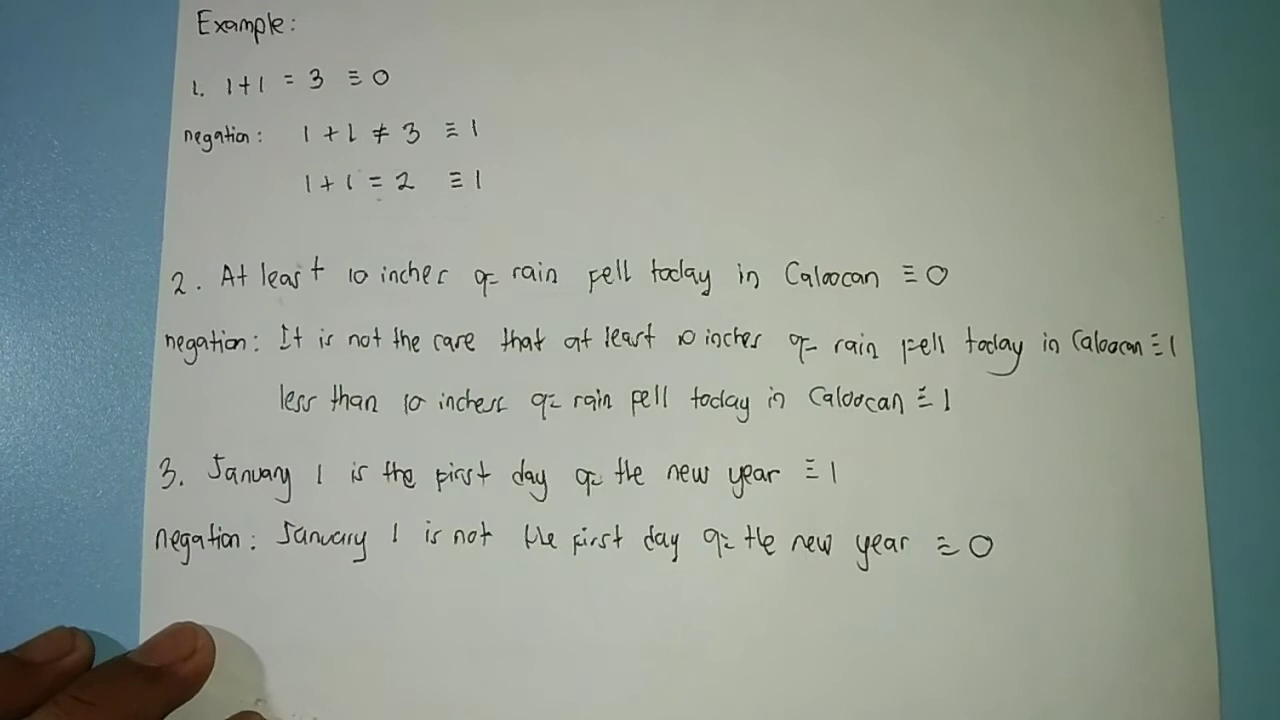 Example:
1. 1+1 = 3 ≡ 0
negation: 1 + 1 ≠ 3 ≡ 1
1 + 1 = 2 ≡ 1
2. At least 10 inches of rain fell today in Caloocan ≡ 0
negation: It is not the case that at least 10 inches of rain fell today in Caloocan ≡ 1
less than 10 inches of rain fell today in Caloocan ≡ 1
3. January 1 is the first day of the new year ≡ 1
negation: January 1 is not the first day of the new year ≡ 0